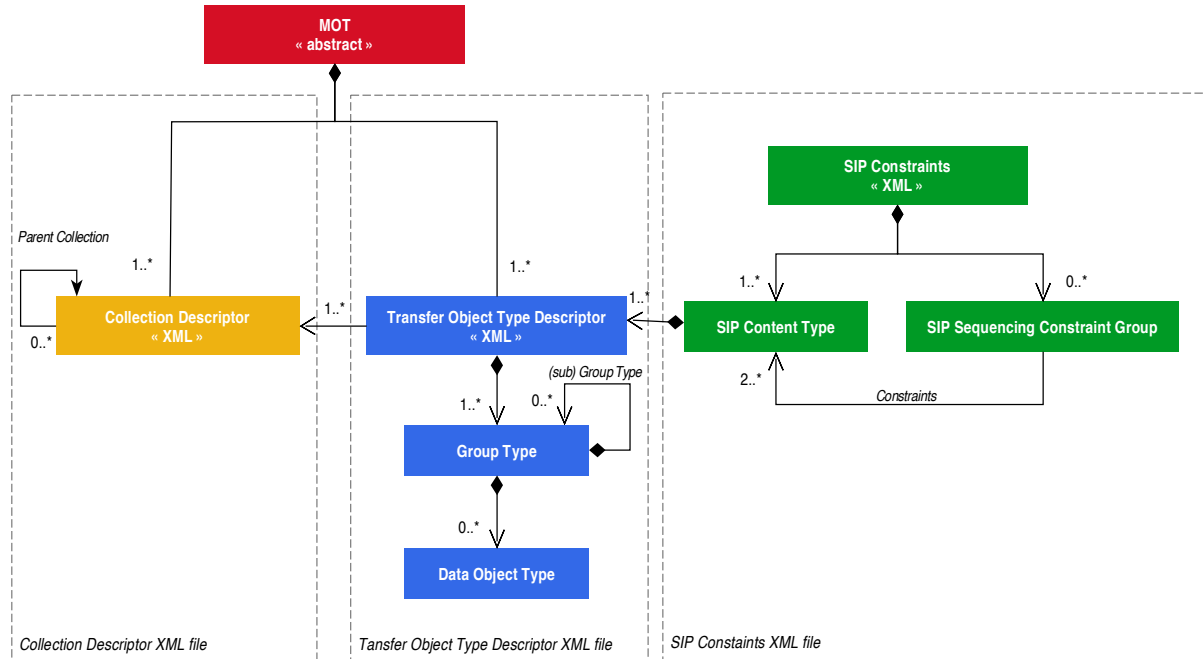 MOT
« abstract »
SIP Constraints
« XML »
Parent Collection
1..*
1..*
1..*
0..*
1..*
1..*
Collection Descriptor
« XML »
Transfer Object Type Descriptor
« XML »
SIP Content Type
SIP Sequencing Constraint Group
0..*
(sub) Group Type
2..*
Constraints
1..*
0..*
Group Type
0..*
Data Object Type
Collection Descriptor XML file
Tansfer Object Type Descriptor XML file
SIP Constaints XML file